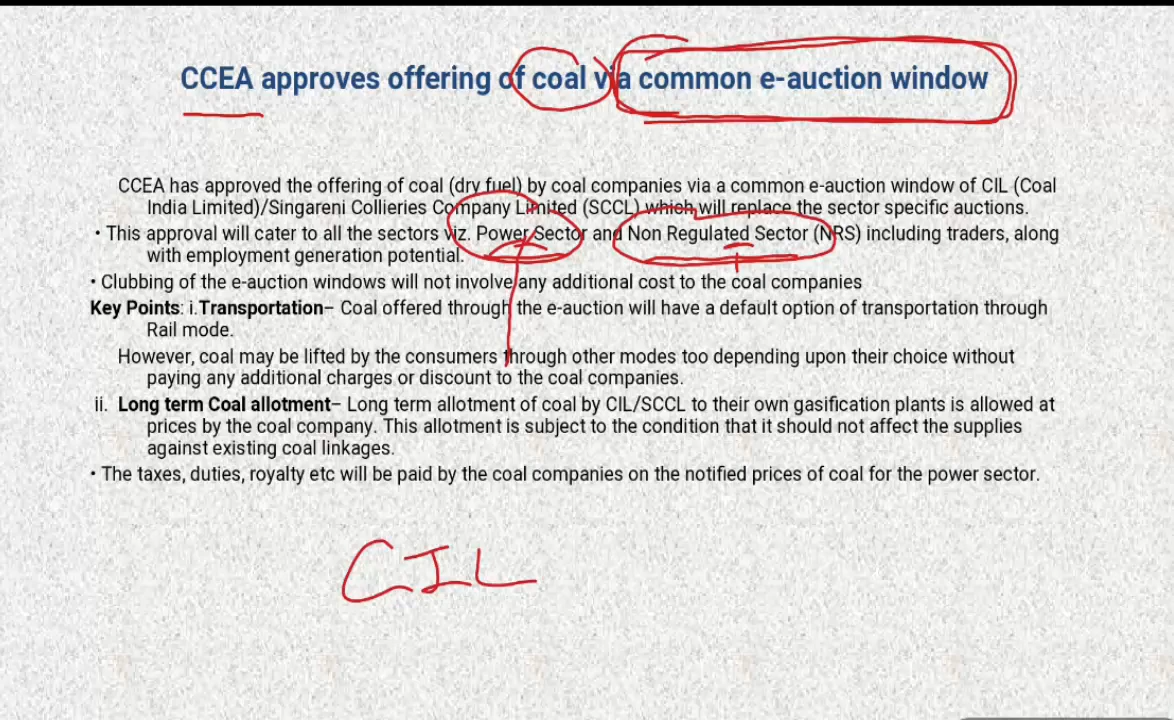 CCEA approves offering of coal via common e-auction window
CCEA has approved the offering of coal (dry fuel) by coal companies via a common e-auction window of CIL (Coal
India Limited)/Singareni Collieries Company Limited (SCCL) which will replace the sector specific auctions.
• This approval will cater to all the sectors viz. Power Sector and Non Regulated Sector (NRS) including traders, along
with employment generation potential.
• Clubbing of the e-auction windows will not involve any additional cost to the coal companies
Key Points: i.Transportation– Coal offered through the e-auction will have a default option of transportation through
Rail mode.
However, coal may be lifted by the consumers through other modes too depending upon their choice without
paying any additional charges or discount to the coal companies.
ii. Long term Coal allotment– Long term allotment of coal by CIL/SCCL to their own gasification plants is allowed at
prices by the coal company. This allotment is subject to the condition that it should not affect the supplies
against existing coal linkages.
• The taxes, duties, royalty etc will be paid by the coal companies on the notified prices of coal for the power sector.
CIL